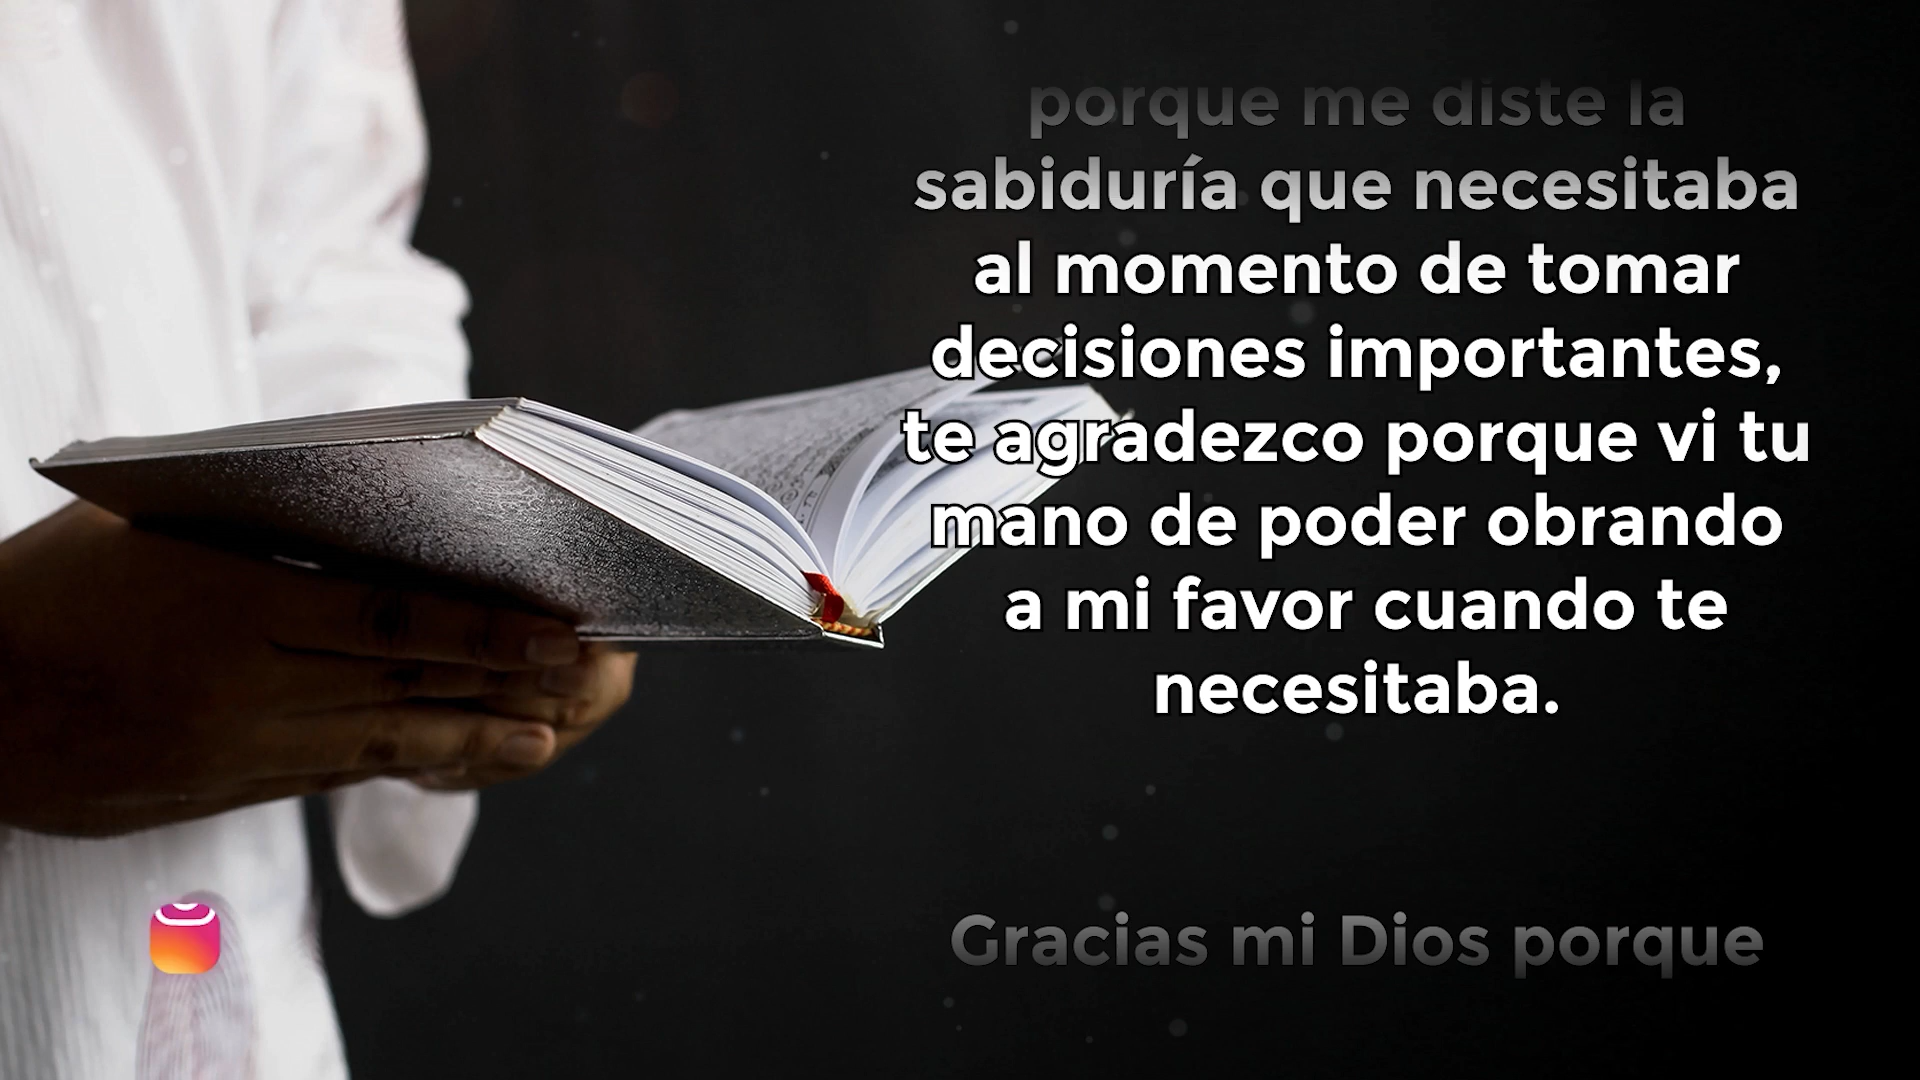 porque me diste la
sabiduría que necesitaba
al momento de tomar
decisiones importantes,
te agradezco porque vi tu
mano de poder obrando
a mi favor cuando te
necesitaba.
Gracias mi Dios porque